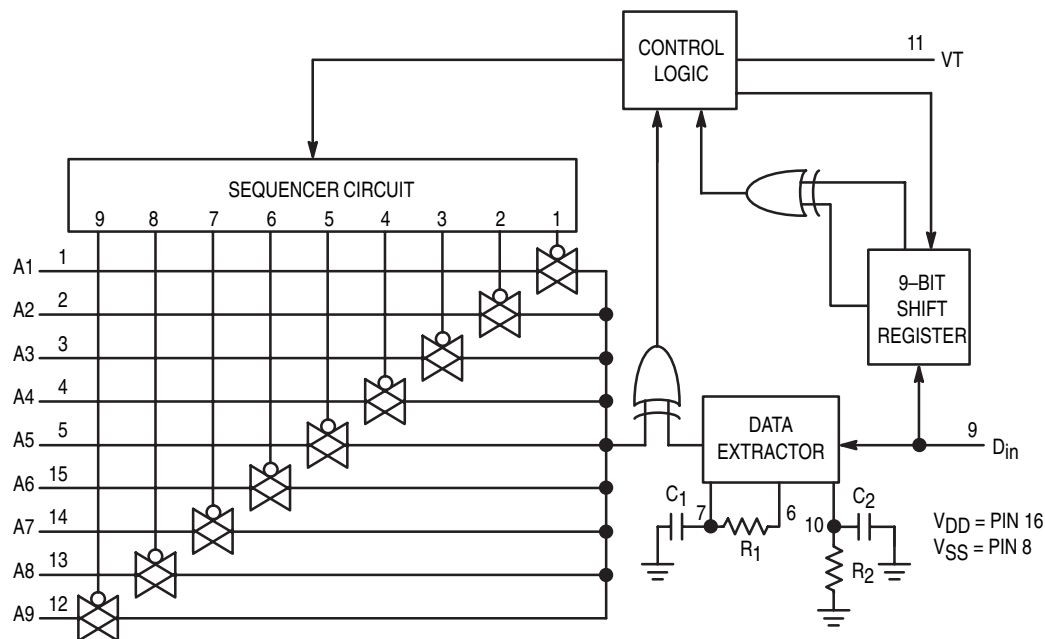 CONTROL
LOGIC
11
VT
SEQUENCER CIRCUIT
9 8 7 6 5 4 3 2 1
A1 1
A2 2
A3 3
A4 4
A5 5
A6 15
A7 14
A8 13
A9 12
9–BIT
SHIFT
REGISTER
DATA
EXTRACTOR
9
Din
C1
7
R1
6
10
C2
R2
VDD = PIN 16
VSS = PIN 8